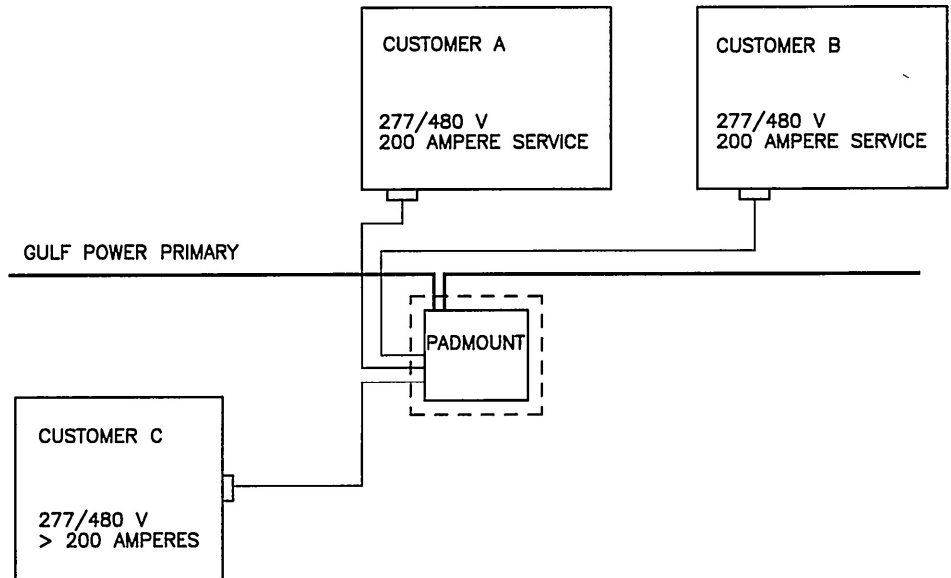 CUSTOMER A
277/480 V
200 AMPERE SERVICE
CUSTOMER B
277/480 V
200 AMPERE SERVICE
GULF POWER PRIMARY
PADMOUNT
CUSTOMER C
277/480 V
> 200 AMPERES